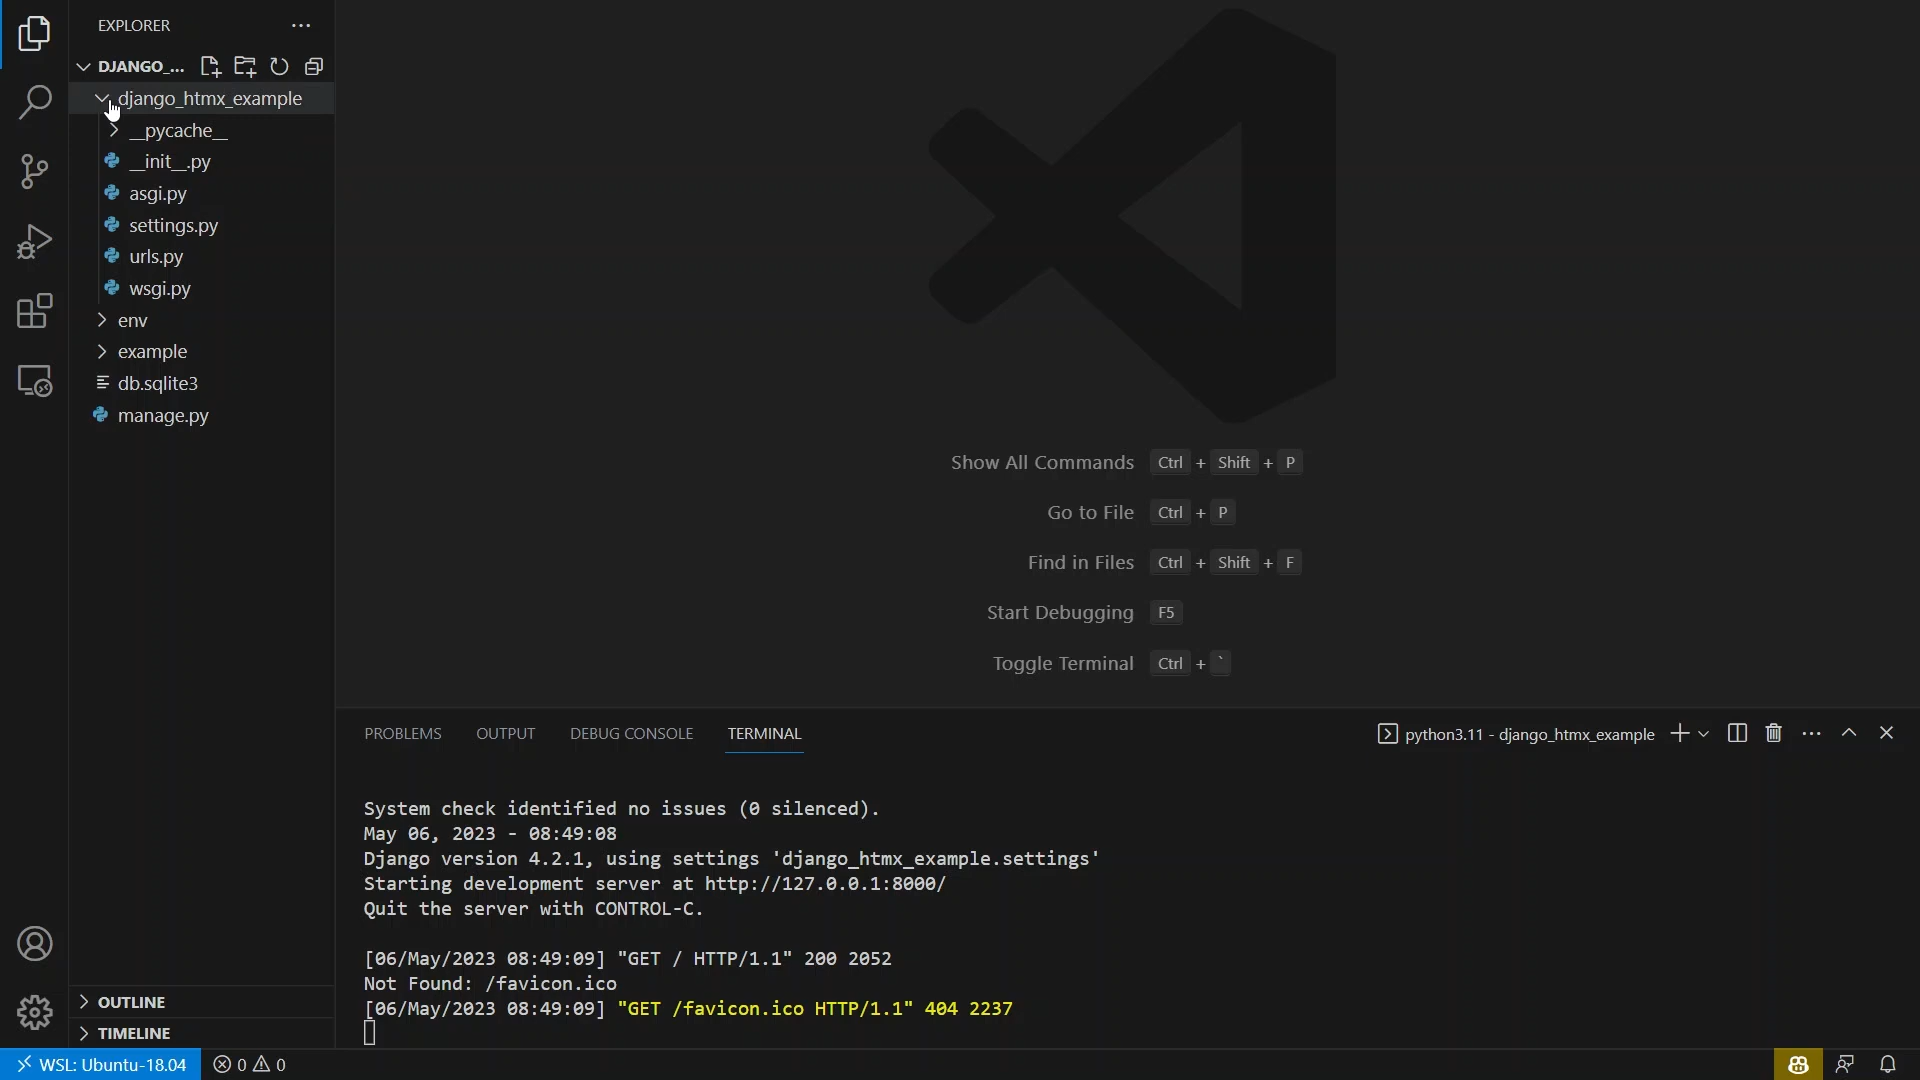 EXPLORER
DJANGO_...
django_htmx_example
__pycache__
__init__.py
asgi.py
settings.py
urls.py
wsgi.py
env
example
db.sqlite3
manage.py
OUTLINE
TIMELINE
Show All Commands Ctrl + Shift + P
Go to File Ctrl + P
Find in Files Ctrl + Shift + F
Start Debugging F5
Toggle Terminal Ctrl + `
PROBLEMS OUTPUT DEBUG CONSOLE TERMINAL
python3.11 - django_htmx_example
System check identified no issues (0 silenced).
May 06, 2023 - 08:49:08
Django version 4.2.1, using settings 'django_htmx_example.settings'
Starting development server at http://127.0.0.1:8000/
Quit the server with CONTROL-C.
[06/May/2023 08:49:09] "GET / HTTP/1.1" 200 2052
Not Found: /favicon.ico
[06/May/2023 08:49:09] "GET /favicon.ico HTTP/1.1" 404 2237
WSL: Ubuntu-18.04 0 0